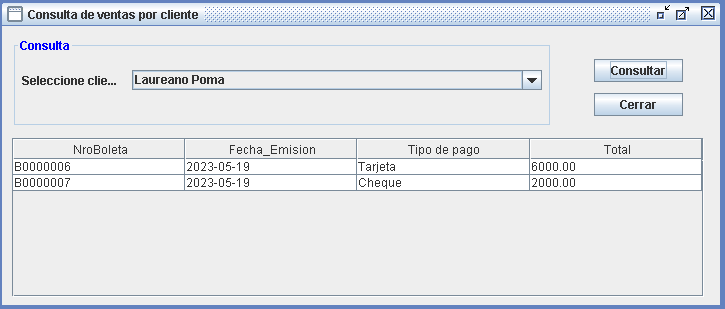 Consulta de ventas por cliente
Consulta
Seleccione clie... Laureano Poma
Consultar
Cerrar
NroBoleta Fecha_Emision Tipo de pago Total
B0000006 2023-05-19 Tarjeta 6000.00
B0000007 2023-05-19 Cheque 2000.00